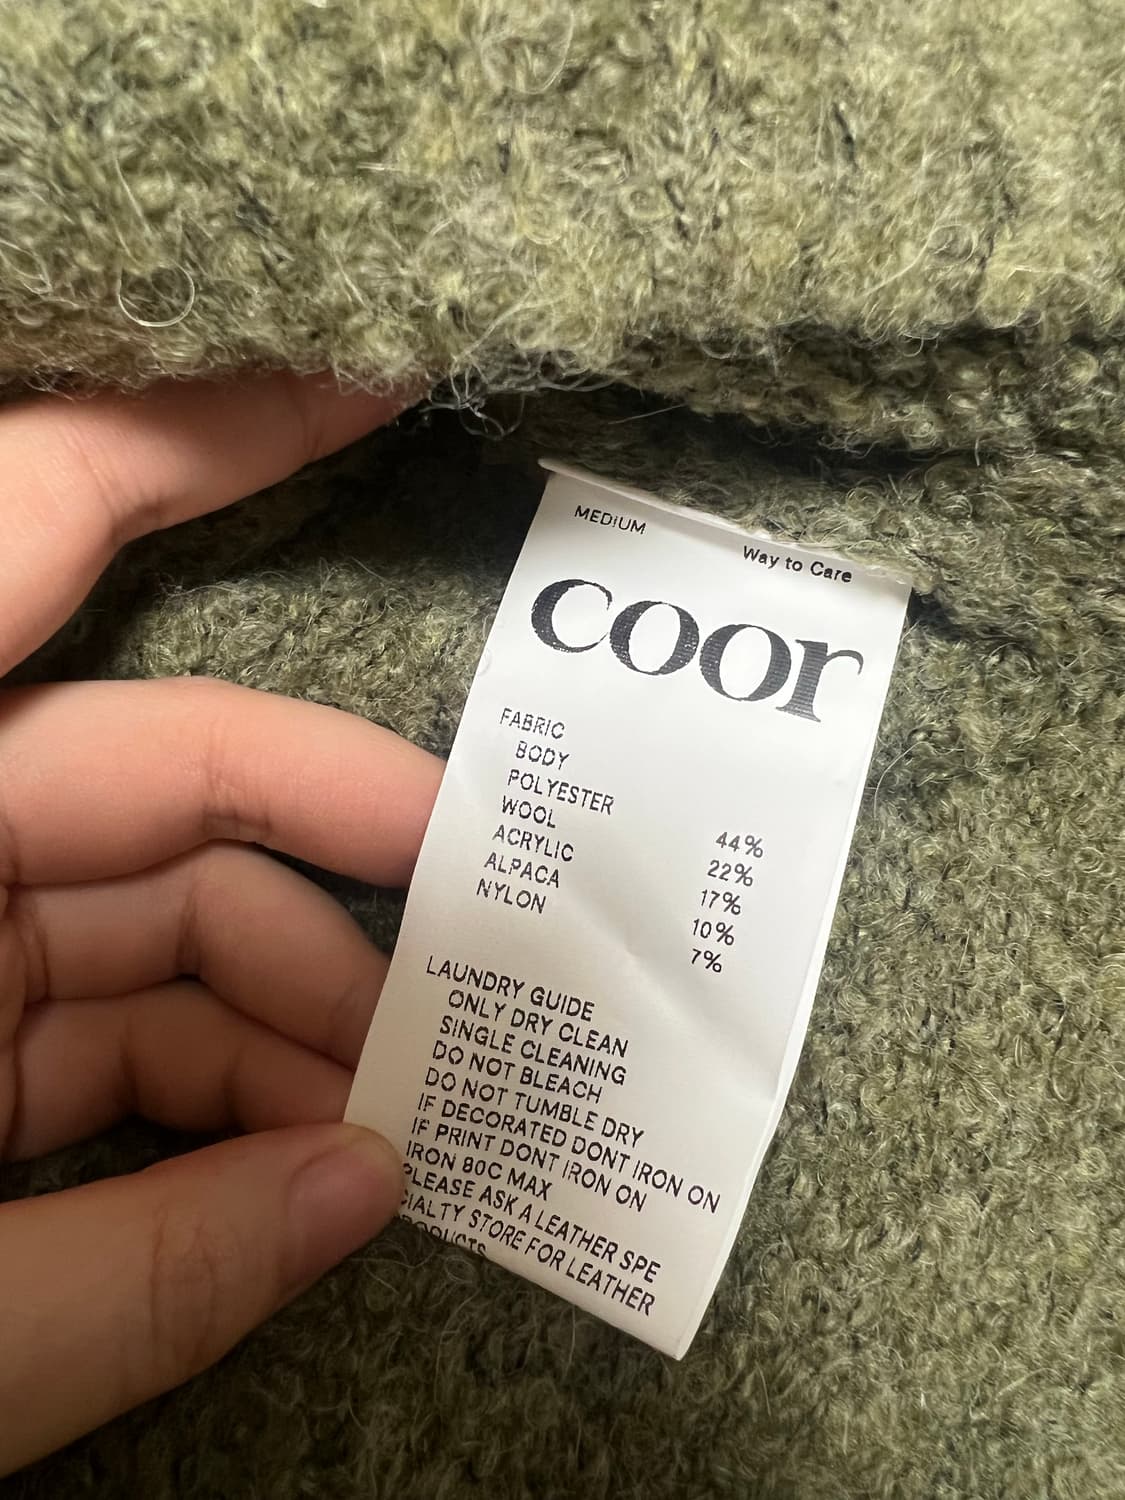 MEDIUM
Way to Care
coor
FABRIC
BODY
POLYESTER 44%
WOOL 22%
ACRYLIC 17%
ALPACA 10%
NYLON 7%
LAUNDRY GUIDE
ONLY DRY CLEAN
SINGLE CLEANING
DO NOT BLEACH
DO NOT TUMBLE DRY
IF DECORATED DONT IRON ON
IF PRINT DONT IRON ON
IRON 80C MAX
PLEASE ASK A LEATHER SPE
CIALTY STORE FOR LEATHER
RODUCTS